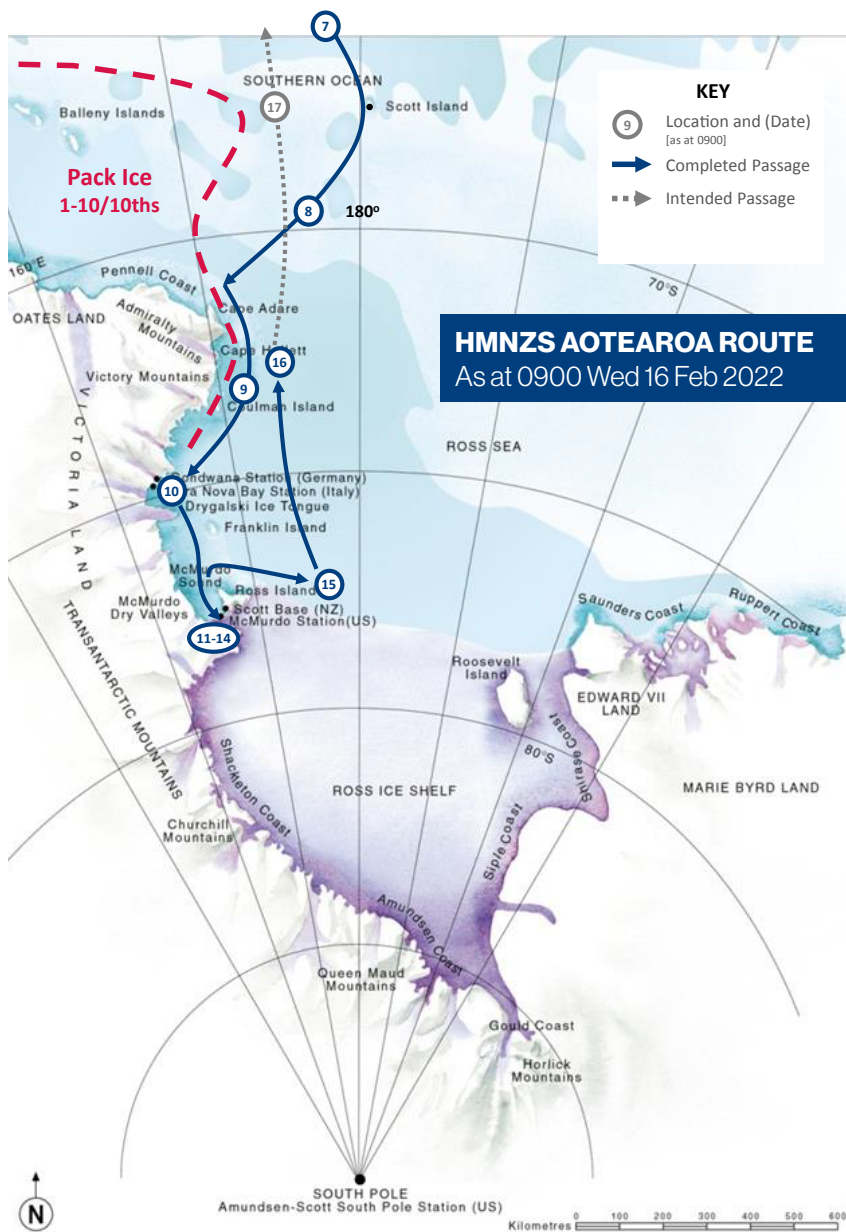 7
SOUTHERN OCEAN
17
Scott Island
Balleny Islands
KEY
9
Location and (Date)
[as at 0900]
Completed Passage
Intended Passage
Pack Ice
1-10/10ths
8
180º
160°E
Pennell Coast
70°S
Cape Adare
OATES LAND
Admiralty
Mountains
HMNZS AOTEAROA ROUTE
As at 0900 Wed 16 Feb 2022
Cape H llett
16
Victory Mountains
9
Coulman Island
VICTORIA LAND
ROSS SEA
Gondwana Station (Germany)
10
ra Nova Bay Station (Italy)
Drygalski Ice Tongue
Franklin Island
McMurdo
Sound
Ross Island
15
McMurdo
Dry Valleys
Scott Base (NZ)
McMurdo Station(US)
11-14
Saunders Coast
Ruppert Coast
TRANSANTARCTIC MOUNTAINS
Roosevelt
Island
EDWARD VII
LAND
80°S
Shirase Coast
Shackleton Coast
ROSS ICE SHELF
MARIE BYRD LAND
Churchill
Mountains
Siple Coast
Amundsen Coast
Queen Maud
Mountains
Gould Coast
Horlick
Mountains
N
SOUTH POLE
Amundsen-Scott South Pole Station (US)
Kilometres
0 100 200 300 400 500 600